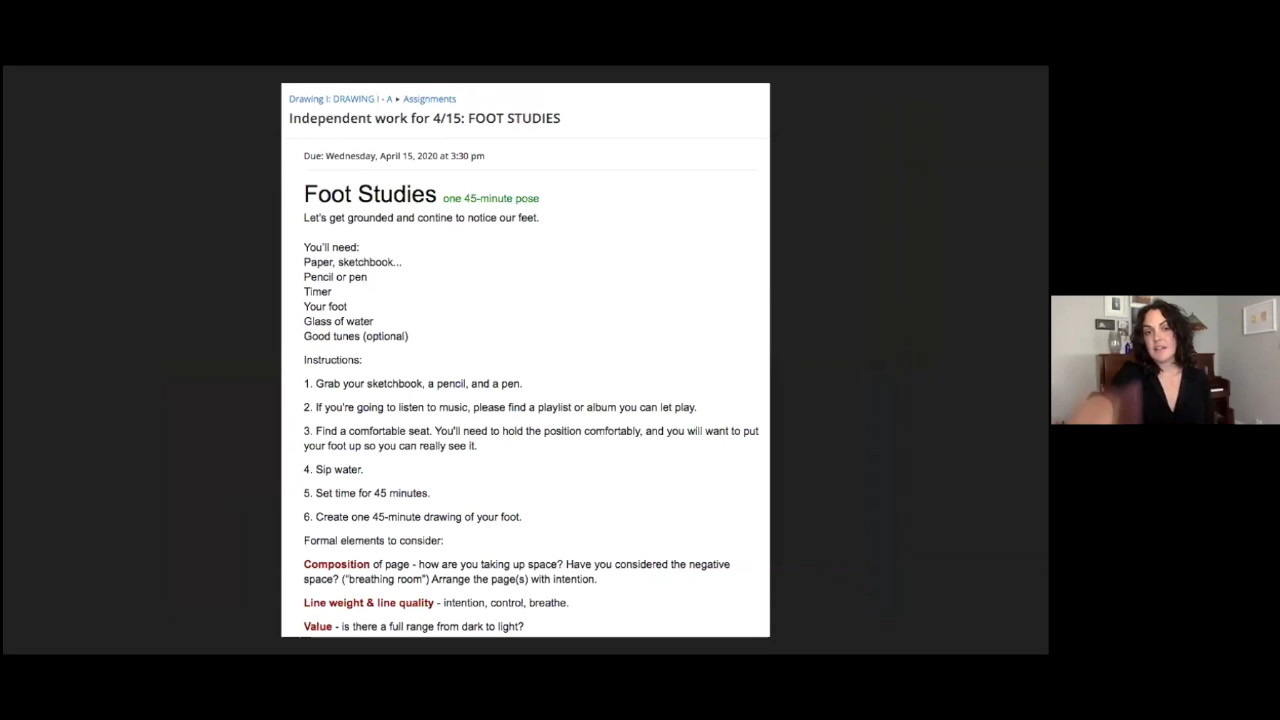 Drawing I: DRAWING I - A ▸ Assignments
Independent work for 4/15: FOOT STUDIES
Due: Wednesday, April 15, 2020 at 3:30 pm
Foot Studies one 45-minute pose
Let's get grounded and contine to notice our feet.
You'll need:
Paper, sketchbook...
Pencil or pen
Timer
Your foot
Glass of water
Good tunes (optional)
Instructions:
1. Grab your sketchbook, a pencil, and a pen.
2. If you're going to listen to music, please find a playlist or album you can let play.
3. Find a comfortable seat. You'll need to hold the position comfortably, and you will want to put
your foot up so you can really see it.
4. Sip water.
5. Set time for 45 minutes.
6. Create one 45-minute drawing of your foot.
Formal elements to consider:
Composition of page - how are you taking up space? Have you considered the negative
space? ("breathing room") Arrange the page(s) with intention.
Line weight & line quality - intention, control, breathe.
Value - is there a full range from dark to light?